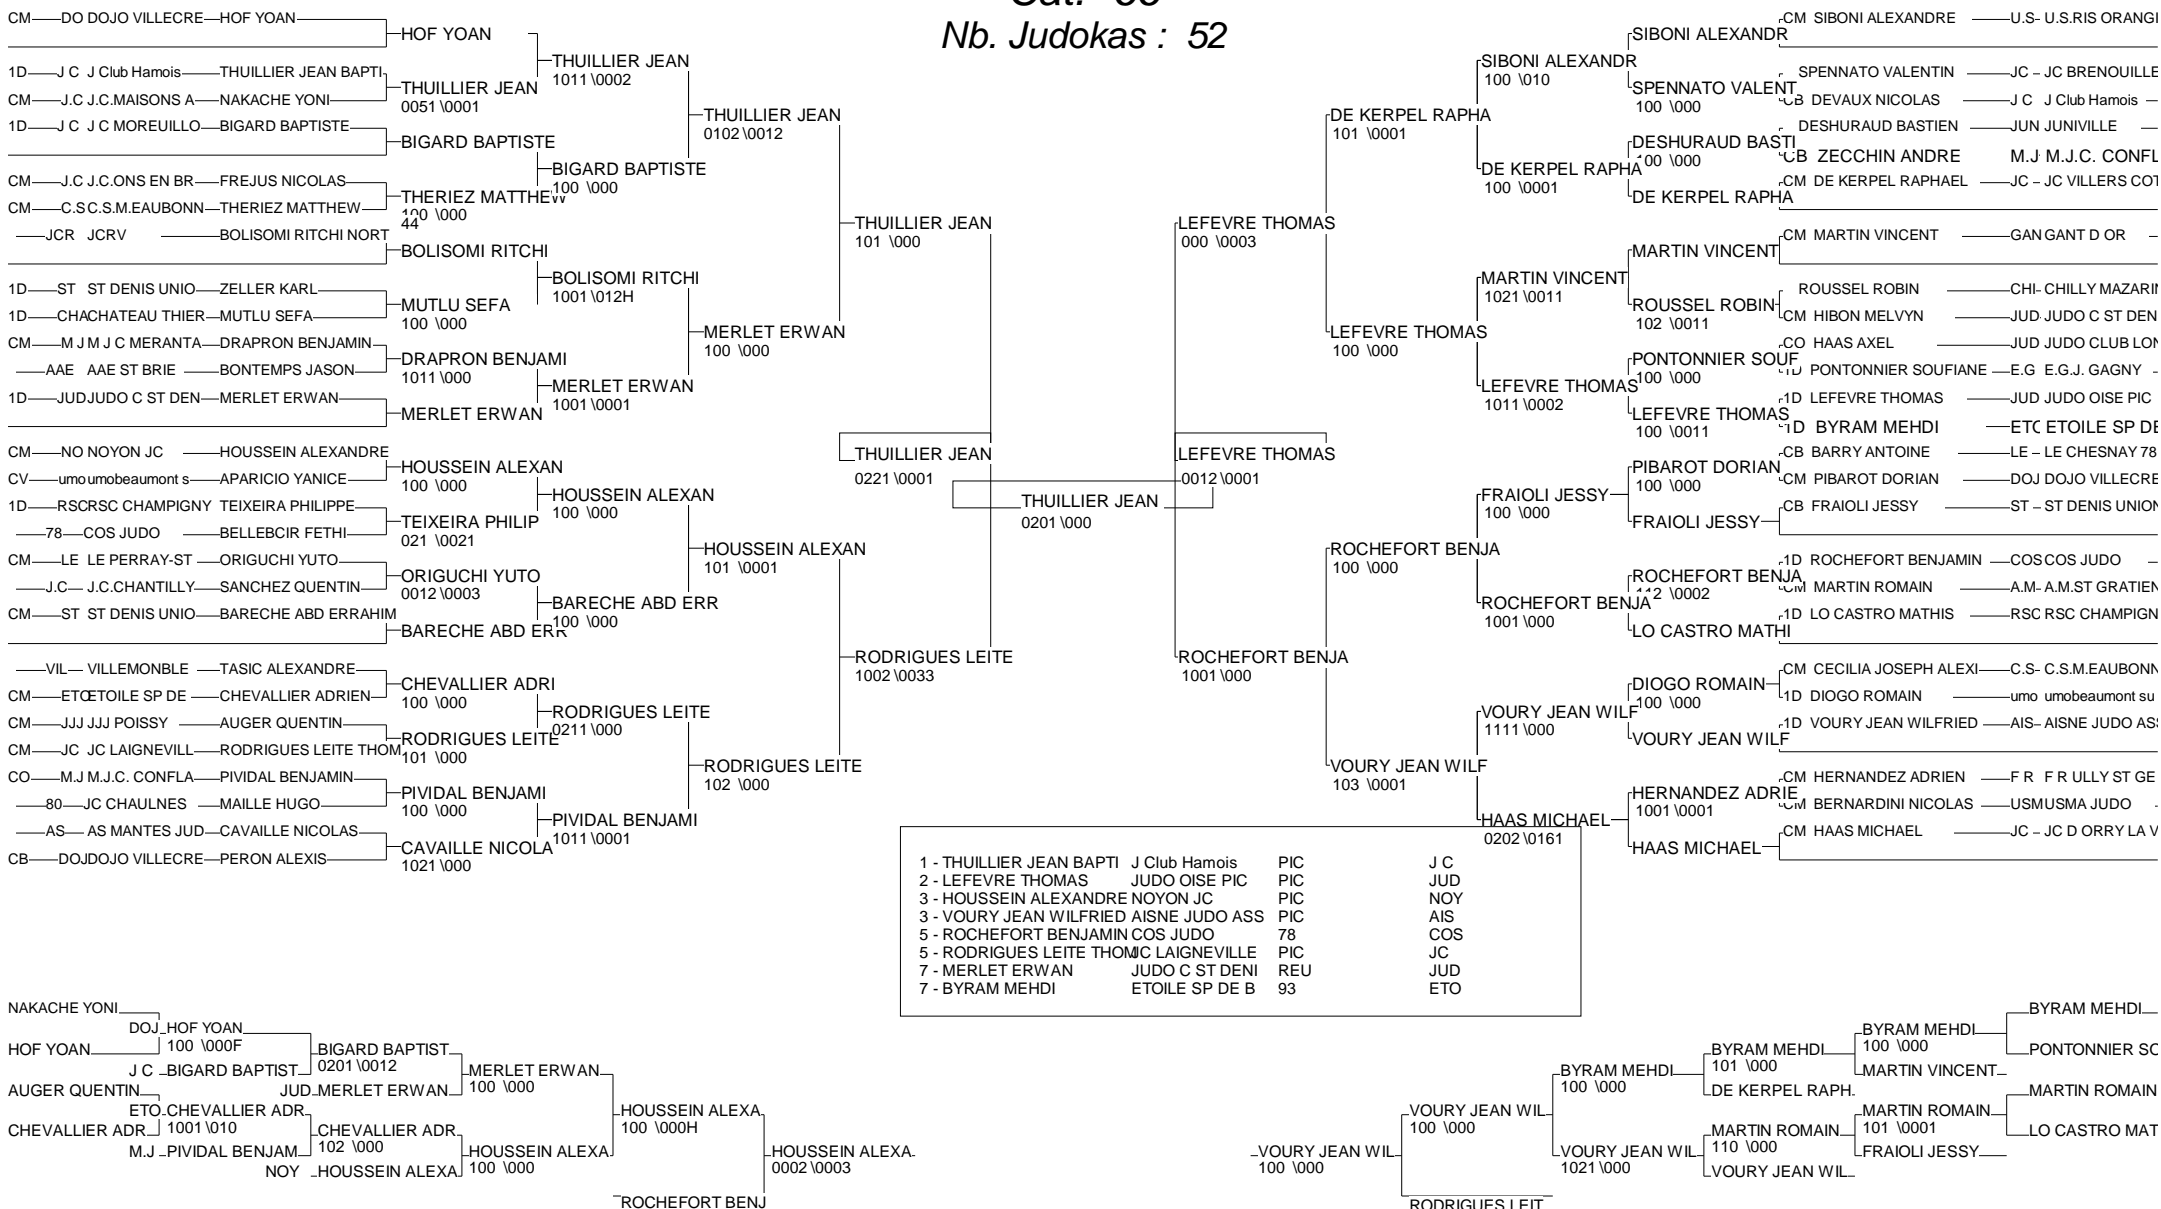 Nb. Judokas : 52
CM DO DOJO VILLECRE HOF YOAN
1D J C J Club Hamois THUILLIER JEAN BAPTI
CM J.C J.C.MAISONS A NAKACHE YONI
1D J C J C MOREUILLO BIGARD BAPTISTE
CM J.C J.C.ONS EN BR FREJUS NICOLAS
CM C.S C.S.M.EAUBONN THERIEZ MATTHEW
JCR JCRV BOLISOMI RITCHI NORT
1D ST ST DENIS UNIO ZELLER KARL
1D CHA CHATEAU THIER MUTLU SEFA
CM M J M J C MERANTA DRAPRON BENJAMIN
AAE AAE ST BRIE BONTEMPS JASON
1D JUD JUDO C ST DEN MERLET ERWAN
CM NO NOYON JC HOUSSEIN ALEXANDRE
CV umo umobeaumont s APARICIO YANICE
1D RSC RSC CHAMPIGNY TEIXEIRA PHILIPPE
78 COS JUDO BELLEBCIR FETHI
CM LE LE PERRAY-ST ORIGUCHI YUTO
J.C J.C.CHANTILLY SANCHEZ QUENTIN
CM ST ST DENIS UNIO BARECHE ABD ERRAHIM
VIL VILLEMONBLE TASIC ALEXANDRE
CM ETO ETOILE SP DE CHEVALLIER ADRIEN
CM JJJ JJJ POISSY AUGER QUENTIN
CM JC JC LAIGNEVILL RODRIGUES LEITE THOM
CO M.J M.J.C. CONFLA PIVIDAL BENJAMIN
80 JC CHAULNES MAILLE HUGO
AS AS MANTES JUD CAVAILLE NICOLAS
CB DOJ DOJO VILLECRE PERON ALEXIS
HOF YOAN
THUILLIER JEAN
0051 \0001
BIGARD BAPTISTE
THERIEZ MATTHEW
100 \000
44
BOLISOMI RITCHI
MUTLU SEFA
100 \000
DRAPRON BENJAMI
1011 \000
MERLET ERWAN
HOUSSEIN ALEXAN
100 \000
TEIXEIRA PHILIP
021 \0021
ORIGUCHI YUTO
0012 \0003
BARECHE ABD ERR
CHEVALLIER ADRI
100 \000
RODRIGUES LEITE
101 \000
PIVIDAL BENJAMI
100 \000
CAVAILLE NICOLA
1021 \000
THUILLIER JEAN
1011 \0002
BIGARD BAPTISTE
100 \000
BOLISOMI RITCHI
1001 \012H
MERLET ERWAN
1001 \0001
HOUSSEIN ALEXAN
100 \000
BARECHE ABD ERR
100 \000
RODRIGUES LEITE
0211 \000
PIVIDAL BENJAMI
1011 \0001
THUILLIER JEAN
0102 \0012
MERLET ERWAN
100 \000
HOUSSEIN ALEXAN
101 \0001
RODRIGUES LEITE
102 \000
THUILLIER JEAN
101 \000
RODRIGUES LEITE
1002 \0033
THUILLIER JEAN
0221 \0001
THUILLIER JEAN
0201 \000
LEFEVRE THOMAS
0012 \0001
LEFEVRE THOMAS
000 \0003
ROCHEFORT BENJA
1001 \000
DE KERPEL RAPHA
101 \0001
LEFEVRE THOMAS
100 \000
ROCHEFORT BENJA
100 \000
VOURY JEAN WILF
103 \0001
SIBONI ALEXANDR
100 \010
DE KERPEL RAPHA
100 \0001
MARTIN VINCENT
1021 \0011
LEFEVRE THOMAS
1011 \0002
FRAIOLI JESSY
100 \000
ROCHEFORT BENJA
1001 \000
VOURY JEAN WILF
1111 \000
HAAS MICHAEL
0202 \0161
SIBONI ALEXANDR
SPENNATO VALENT
100 \000
DESHURAUD BASTI
100 \000
DE KERPEL RAPHA
MARTIN VINCENT
ROUSSEL ROBIN
102 \0011
PONTONNIER SOUF
100 \000
LEFEVRE THOMAS
100 \0011
PIBAROT DORIAN
100 \000
FRAIOLI JESSY
ROCHEFORT BENJA
112 \0002
LO CASTRO MATHI
DIOGO ROMAIN
100 \000
VOURY JEAN WILF
HERNANDEZ ADRIE
1001 \0001
HAAS MICHAEL
CM SIBONI ALEXANDRE U.S U.S.RIS ORANGI
SPENNATO VALENTIN JC JC BRENOUILLE
CB DEVAUX NICOLAS J C J Club Hamois
DESHURAUD BASTIEN JUN JUNIVILLE
CB ZECCHIN ANDRE M.J M.J.C. CONFL
CM DE KERPEL RAPHAEL JC JC VILLERS COT
CM MARTIN VINCENT GAN GANT D OR
ROUSSEL ROBIN CHI CHILLY MAZARIN
CM HIBON MELVYN JUD JUDO C ST DEN
CO HAAS AXEL JUD JUDO CLUB LON
1D PONTONNIER SOUFIANE E.G E.G.J. GAGNY
1D LEFEVRE THOMAS JUD JUDO OISE PIC
1D BYRAM MEHDI ETO ETOILE SP DE
CB BARRY ANTOINE LE LE CHESNAY 78
CM PIBAROT DORIAN DOJ DOJO VILLECRE
CB FRAIOLI JESSY ST ST DENIS UNION
1D ROCHEFORT BENJAMIN COS COS JUDO
CM MARTIN ROMAIN A.M A.M.ST GRATIEN
1D LO CASTRO MATHIS RSC RSC CHAMPIGN
CM CECILIA JOSEPH ALEXI C.S C.S.M.EAUBONN
1D DIOGO ROMAIN umo umobeaumont su
1D VOURY JEAN WILFRIED AIS AISNE JUDO ASS
CM HERNANDEZ ADRIEN F R F R ULLY ST GE
CM BERNARDINI NICOLAS USM USMA JUDO
CM HAAS MICHAEL JC JC D ORRY LA V
1 - THUILLIER JEAN BAPTI J Club Hamois PIC J C
2 - LEFEVRE THOMAS JUDO OISE PIC PIC JUD
3 - HOUSSEIN ALEXANDRE NOYON JC PIC NOY
3 - VOURY JEAN WILFRIED AISNE JUDO ASS PIC AIS
5 - ROCHEFORT BENJAMIN COS JUDO 78 COS
5 - RODRIGUES LEITE THOM JC LAIGNEVILLE PIC JC
7 - MERLET ERWAN JUDO C ST DENI REU JUD
7 - BYRAM MEHDI ETOILE SP DE B 93 ETO
NAKACHE YONI
HOF YOAN
AUGER QUENTIN
CHEVALLIER ADR
DOJ HOF YOAN
100 \000F
J C BIGARD BAPTIST
ETO CHEVALLIER ADR
1001 \010
M.J PIVIDAL BENJAM
BIGARD BAPTIST
0201 \0012
JUD MERLET ERWAN
CHEVALLIER ADR
102 \000
NOY HOUSSEIN ALEXA
MERLET ERWAN
100 \000
HOUSSEIN ALEXA
100 \000
HOUSSEIN ALEXA
100 \000H
ROCHEFORT BENJ
HOUSSEIN ALEXA
0002 \0003
VOURY JEAN WIL
100 \000
VOURY JEAN WIL
100 \000
RODRIGUES LEIT
BYRAM MEHDI
100 \000
VOURY JEAN WIL
1021 \000
BYRAM MEHDI
101 \000
DE KERPEL RAPH
MARTIN ROMAIN
110 \000
VOURY JEAN WIL
BYRAM MEHDI
100 \000
MARTIN VINCENT
MARTIN ROMAIN
101 \0001
FRAIOLI JESSY
BYRAM MEHDI
PONTONNIER SO
MARTIN ROMAIN
LO CASTRO MAT